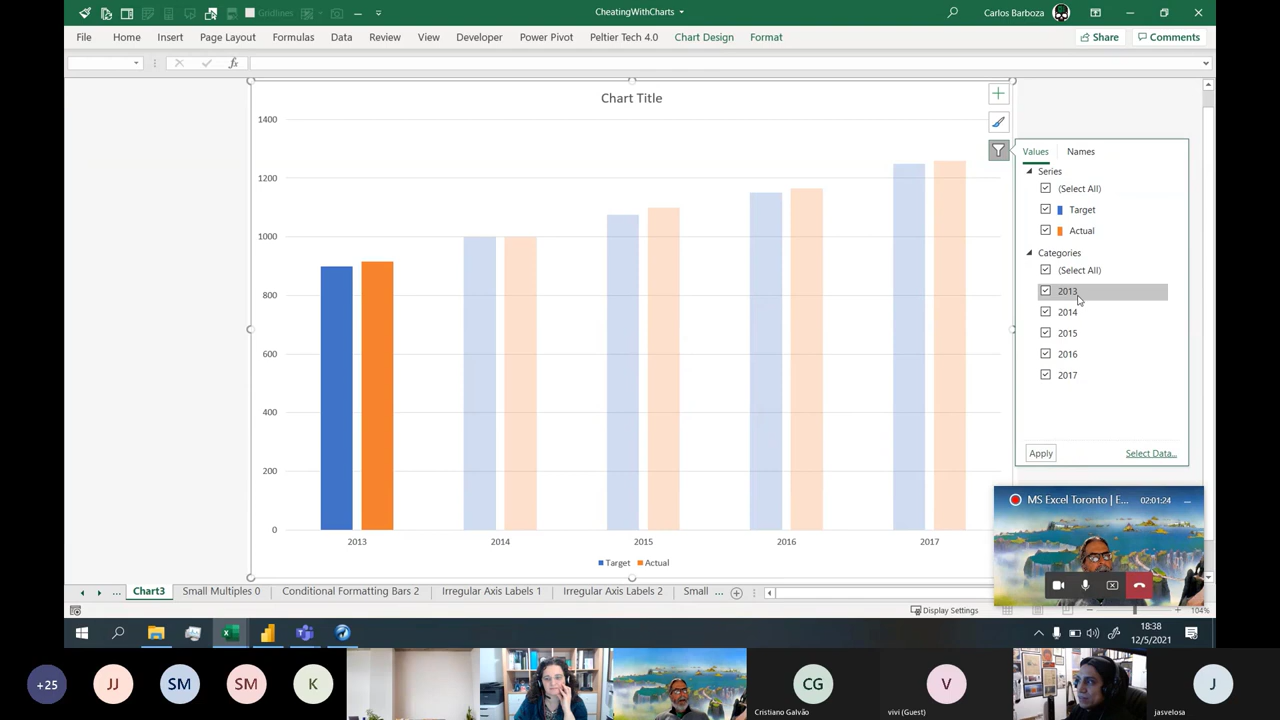 Gridlines
CheatingWithCharts
Carlos Barboza
File Home Insert Page Layout Formulas Data Review View Developer Power Pivot Peltier Tech 4.0 Chart Design Format
Share Comments
fx
Chart Title
1400
1200
1000
800
600
400
200
0
2013 2014 2015 2016 2017
Target Actual
Values Names
Series
(Select All)
Target
Actual
Categories
(Select All)
2013
2014
2015
2016
2017
Apply Select Data...
MS Excel Toronto | E... 02:01:24
... Chart3 Small Multiples 0 Conditional Formatting Bars 2 Irregular Axis Labels 1 Irregular Axis Labels 2 Small ...
Display Settings 104%
18:38
12/5/2021
+25 JJ SM SM K CG V J
Cristiano Galvão vivi (Guest) jasvelosa